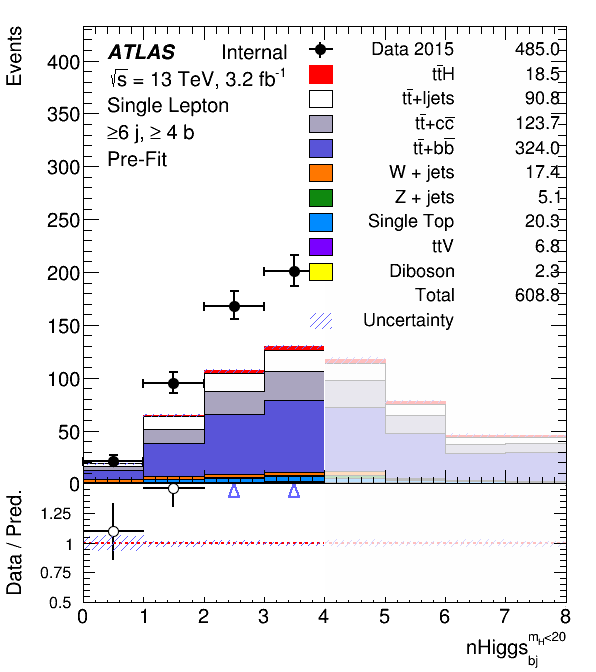 Events
400
350
300
250
200
150
100
50
0
ATLAS Internal
√s = 13 TeV, 3.2 fb⁻¹
Single Lepton
≥6 j, ≥ 4 b
Pre-Fit
Data 2015 485.0
tt̄H 18.5
tt̄+ljets 90.8
tt̄+cc̄ 123.7
tt̄+bb̄ 324.0
W + jets 17.4
Z + jets 5.1
Single Top 20.3
ttV 6.8
Diboson 2.3
Total 608.8
Uncertainty
Data / Pred.
1.25
1
0.75
0.5
0 1 2 3 4 5 6 7 8
nHiggs_bj^{m_H<20}